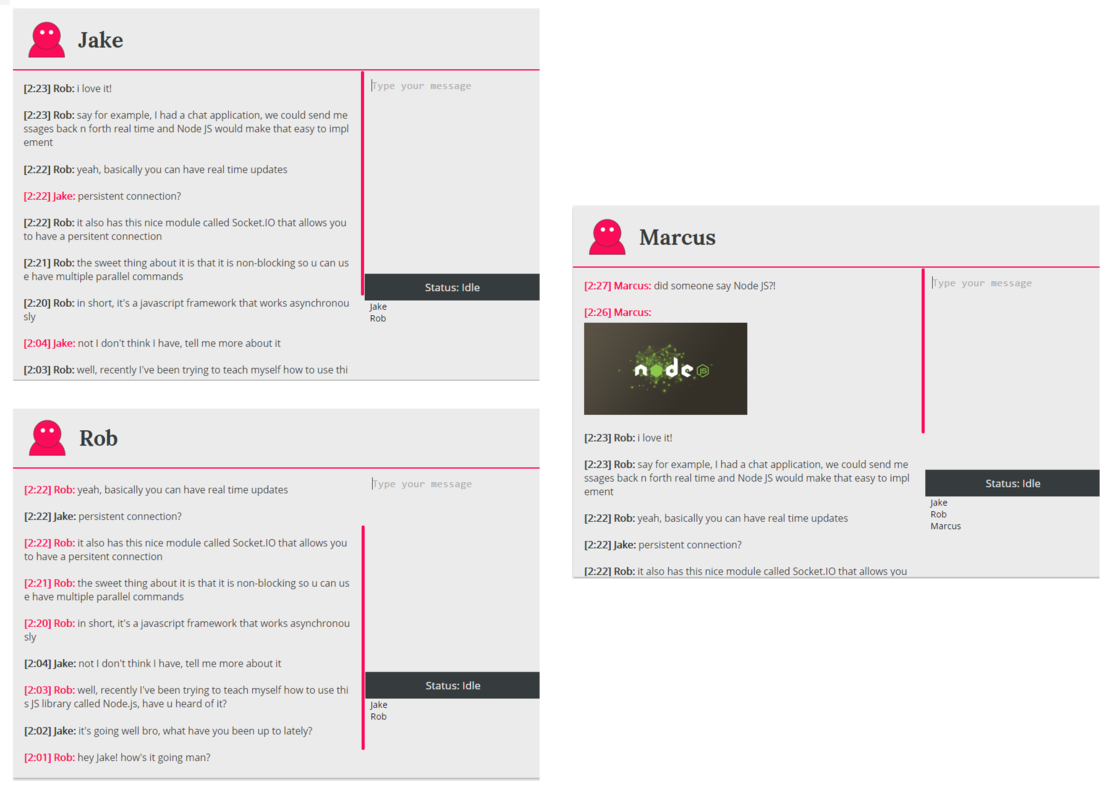 Jake
[2:23] Rob: i love it!
[2:23] Rob: say for example, I had a chat application, we could send me
ssages back n forth real time and Node JS would make that easy to impl
ement
[2:22] Rob: yeah, basically you can have real time updates
[2:22] Jake: persistent connection?
[2:22] Rob: it also has this nice module called Socket.IO that allows you
to have a persitent connection
[2:21] Rob: the sweet thing about it is that it is non-blocking so u can us
e have multiple parallel commands
[2:20] Rob: in short, it's a javascript framework that works asynchronou
sly
[2:04] Jake: not I don't think I have, tell me more about it
[2:03] Rob: well, recently I've been trying to teach myself how to use thi
Type your message
Status: Idle
Jake
Rob
Rob
[2:22] Rob: yeah, basically you can have real time updates
[2:22] Jake: persistent connection?
[2:22] Rob: it also has this nice module called Socket.IO that allows you
to have a persitent connection
[2:21] Rob: the sweet thing about it is that it is non-blocking so u can us
e have multiple parallel commands
[2:20] Rob: in short, it's a javascript framework that works asynchronou
sly
[2:04] Jake: not I don't think I have, tell me more about it
[2:03] Rob: well, recently I've been trying to teach myself how to use thi
s JS library called Node.js, have u heard of it?
[2:02] Jake: it's going well bro, what have you been up to lately?
[2:01] Rob: hey Jake! how's it going man?
Type your message
Status: Idle
Jake
Rob
Marcus
[2:27] Marcus: did someone say Node JS?!
[2:26] Marcus:
node JS
[2:23] Rob: i love it!
[2:23] Rob: say for example, I had a chat application, we could send me
ssages back n forth real time and Node JS would make that easy to impl
ement
[2:22] Rob: yeah, basically you can have real time updates
[2:22] Jake: persistent connection?
[2:22] Rob: it also has this nice module called Socket.IO that allows you
Type your message
Status: Idle
Jake
Rob
Marcus